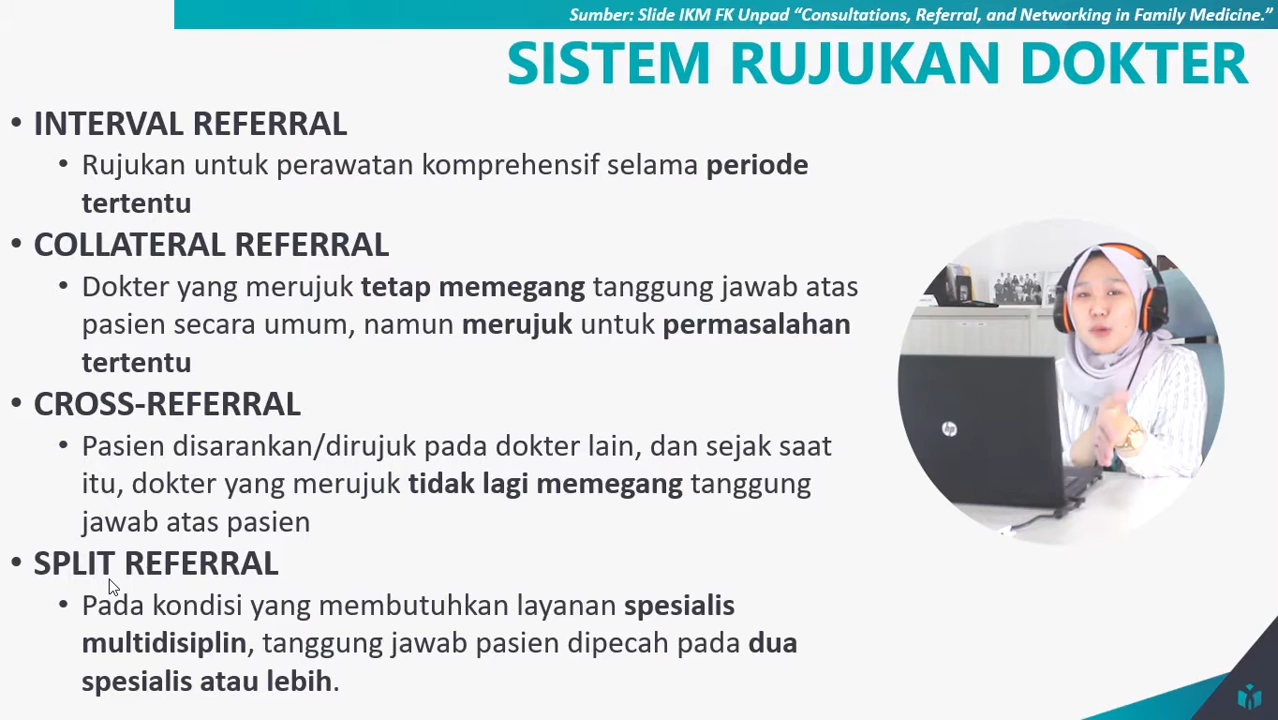 Sumber: Slide IKM FK Unpad “Consultations, Referral, and Networking in Family Medicine.”
SISTEM RUJUKAN DOKTER
• INTERVAL REFERRAL
• Rujukan untuk perawatan komprehensif selama periode
tertentu
• COLLATERAL REFERRAL
• Dokter yang merujuk tetap memegang tanggung jawab atas
pasien secara umum, namun merujuk untuk permasalahan
tertentu
• CROSS-REFERRAL
• Pasien disarankan/dirujuk pada dokter lain, dan sejak saat
itu, dokter yang merujuk tidak lagi memegang tanggung
jawab atas pasien
• SPLIT REFERRAL
• Pada kondisi yang membutuhkan layanan spesialis
multidisiplin, tanggung jawab pasien dipecah pada dua
spesialis atau lebih.
hp